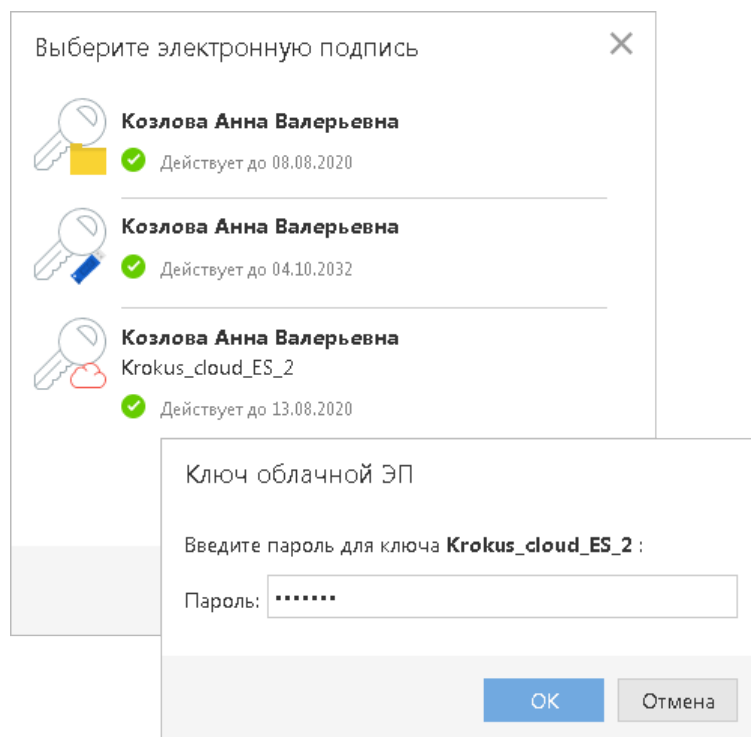 Выберите электронную подпись
Козлова Анна Валерьевна
Действует до 08.08.2020
Козлова Анна Валерьевна
Действует до 04.10.2032
Козлова Анна Валерьевна
Krokus_cloud_ES_2
Действует до 13.08.2020
Ключ облачной ЭП
Введите пароль для ключа Krokus_cloud_ES_2 :
Пароль: •••••••
OK Отмена